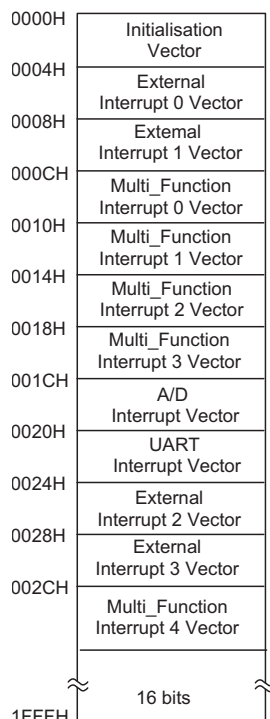 0000H
Initialisation
Vector
0004H
External
Interrupt 0 Vector
0008H
External
Interrupt 1 Vector
000CH
Multi_Function
Interrupt 0 Vector
0010H
Multi_Function
Interrupt 1 Vector
0014H
Multi_Function
Interrupt 2 Vector
0018H
Multi_Function
Interrupt 3 Vector
001CH
A/D
Interrupt Vector
0020H
UART
Interrupt Vector
0024H
External
Interrupt 2 Vector
0028H
External
Interrupt 3 Vector
002CH
Multi_Function
Interrupt 4 Vector
16 bits
1FFFH